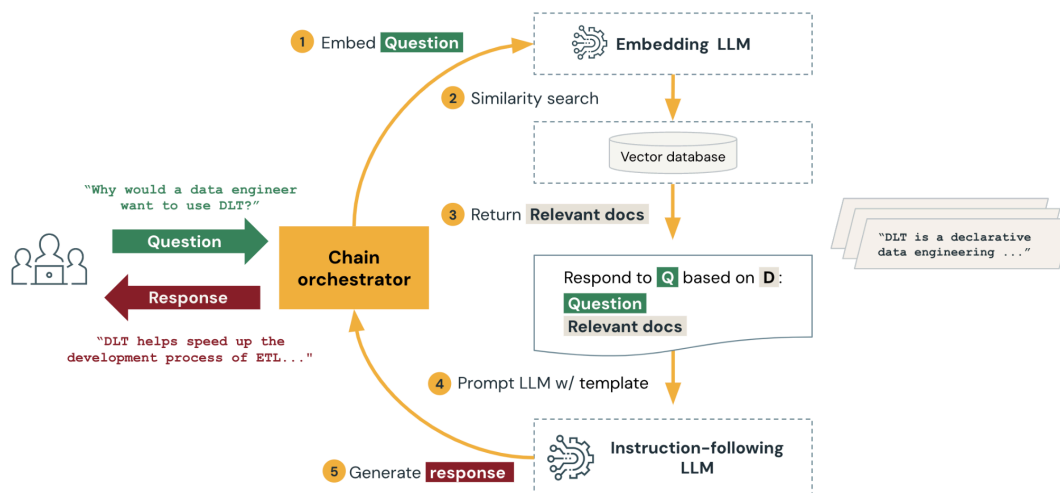 1 Embed Question
Embedding LLM
2 Similarity search
Vector database
“Why would a data engineer
want to use DLT?”
Question
3 Return Relevant docs
“DLT is a declarative
data engineering ...”
Chain
orchestrator
Respond to Q based on D:
Question
Relevant docs
Response
“DLT helps speed up the
development process of ETL..."
4 Prompt LLM w/ template
Instruction-following
LLM
5 Generate response